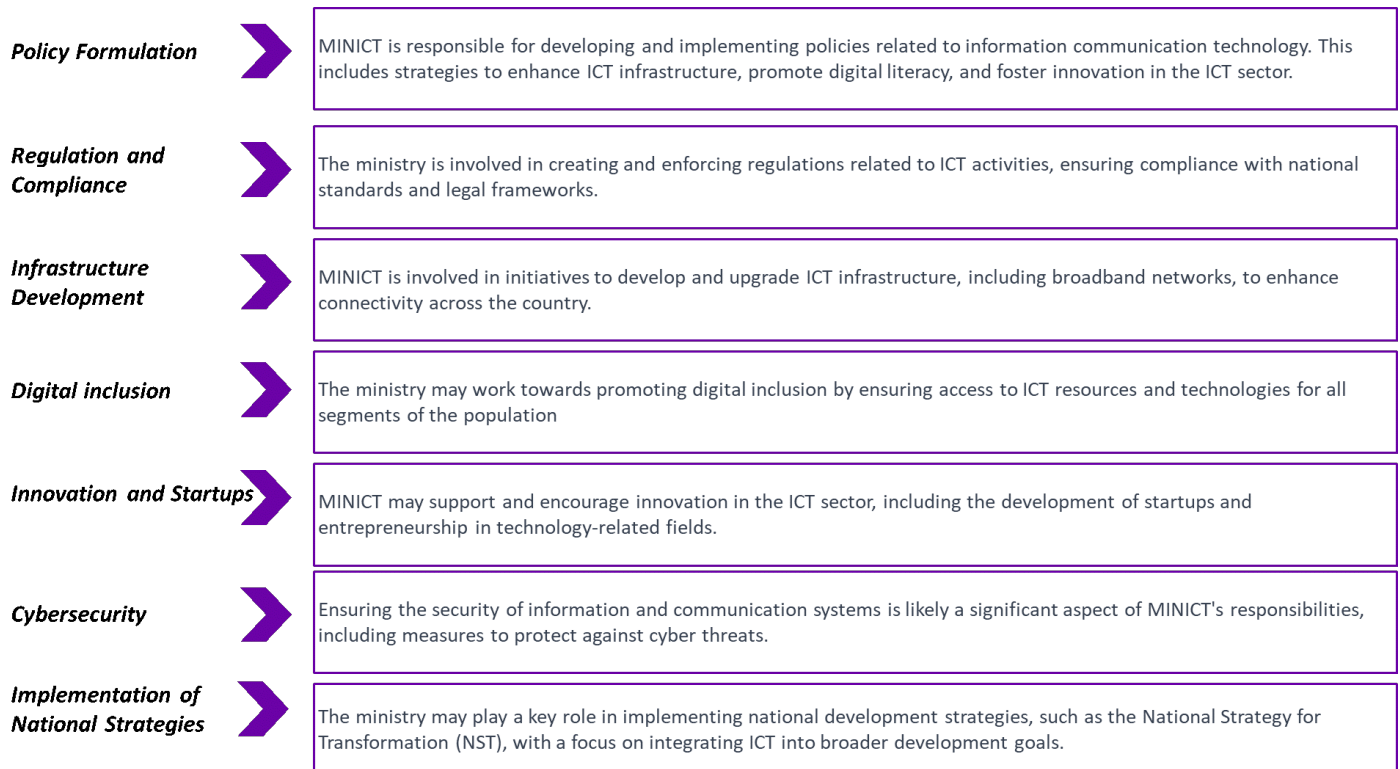 Policy Formulation
MINICT is responsible for developing and implementing policies related to information communication technology. This
includes strategies to enhance ICT infrastructure, promote digital literacy, and foster innovation in the ICT sector.
Regulation and
Compliance
The ministry is involved in creating and enforcing regulations related to ICT activities, ensuring compliance with national
standards and legal frameworks.
Infrastructure
Development
MINICT is involved in initiatives to develop and upgrade ICT infrastructure, including broadband networks, to enhance
connectivity across the country.
Digital inclusion
The ministry may work towards promoting digital inclusion by ensuring access to ICT resources and technologies for all
segments of the population
Innovation and Startups
MINICT may support and encourage innovation in the ICT sector, including the development of startups and
entrepreneurship in technology-related fields.
Cybersecurity
Ensuring the security of information and communication systems is likely a significant aspect of MINICT's responsibilities,
including measures to protect against cyber threats.
Implementation of
National Strategies
The ministry may play a key role in implementing national development strategies, such as the National Strategy for
Transformation (NST), with a focus on integrating ICT into broader development goals.